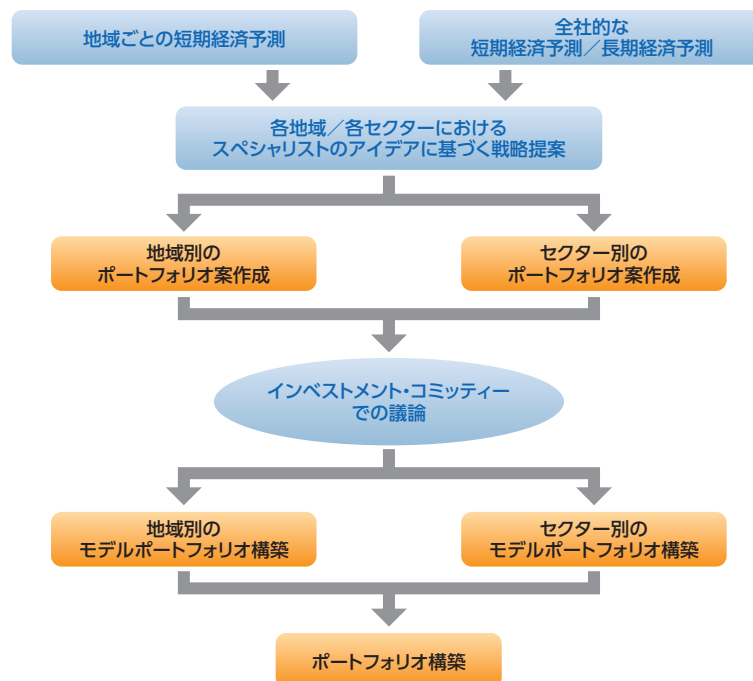 地域ごとの短期経済予測
全社的な
短期経済予測／長期経済予測
各地域／各セクターにおける
スペシャリストのアイデアに基づく戦略提案
地域別の
ポートフォリオ案作成
セクター別の
ポートフォリオ案作成
インベストメント・コミッティー
での議論
地域別の
モデルポートフォリオ構築
セクター別の
モデルポートフォリオ構築
ポートフォリオ構築